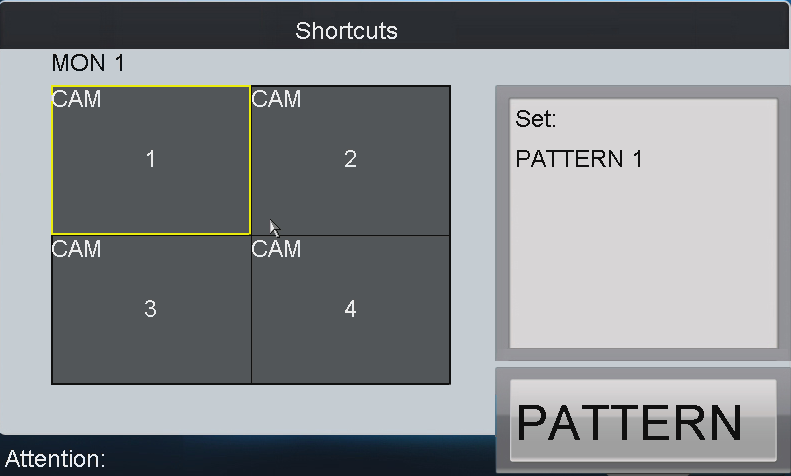 Shortcuts
MON 1
CAM
1
CAM
2
CAM
3
CAM
4
Set:
PATTERN 1
PATTERN
Attention: